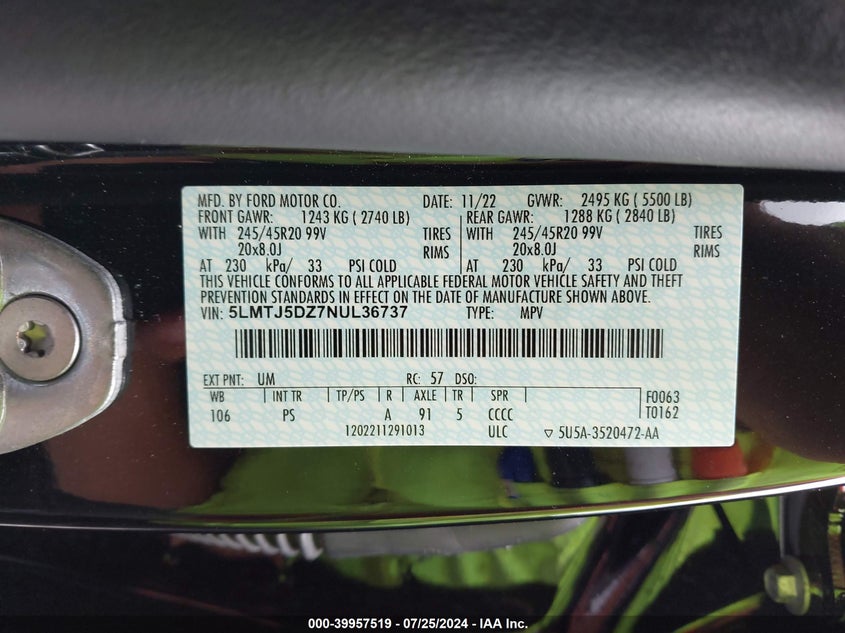 MFD. BY FORD MOTOR CO. DATE: 11/22 GVWR: 2495 KG ( 5500 LB)
FRONT GAWR: 1243 KG ( 2740 LB) REAR GAWR: 1288 KG ( 2840 LB)
WITH 245/45R20 99V TIRES WITH 245/45R20 99V TIRES
20x8.0J RIMS 20x8.0J RIMS
AT 230 kPa/ 33 PSI COLD AT 230 kPa/ 33 PSI COLD
THIS VEHICLE CONFORMS TO ALL APPLICABLE FEDERAL MOTOR VEHICLE SAFETY AND THEFT
PREVENTION STANDARDS IN EFFECT ON THE DATE OF MANUFACTURE SHOWN ABOVE.
VIN: 5LMTJ5DZ7NUL36737 TYPE: MPV
EXT PNT: UM RC: 57 DSO:
WB | INT TR | TP/PS | R | AXLE | TR | SPR F0063
106 PS A 91 5 CCCC T0162
1202211291013 ULC ▽ 5U5A-3520472-AA
000-39957519 / 07/25/2024 - IAA Inc.